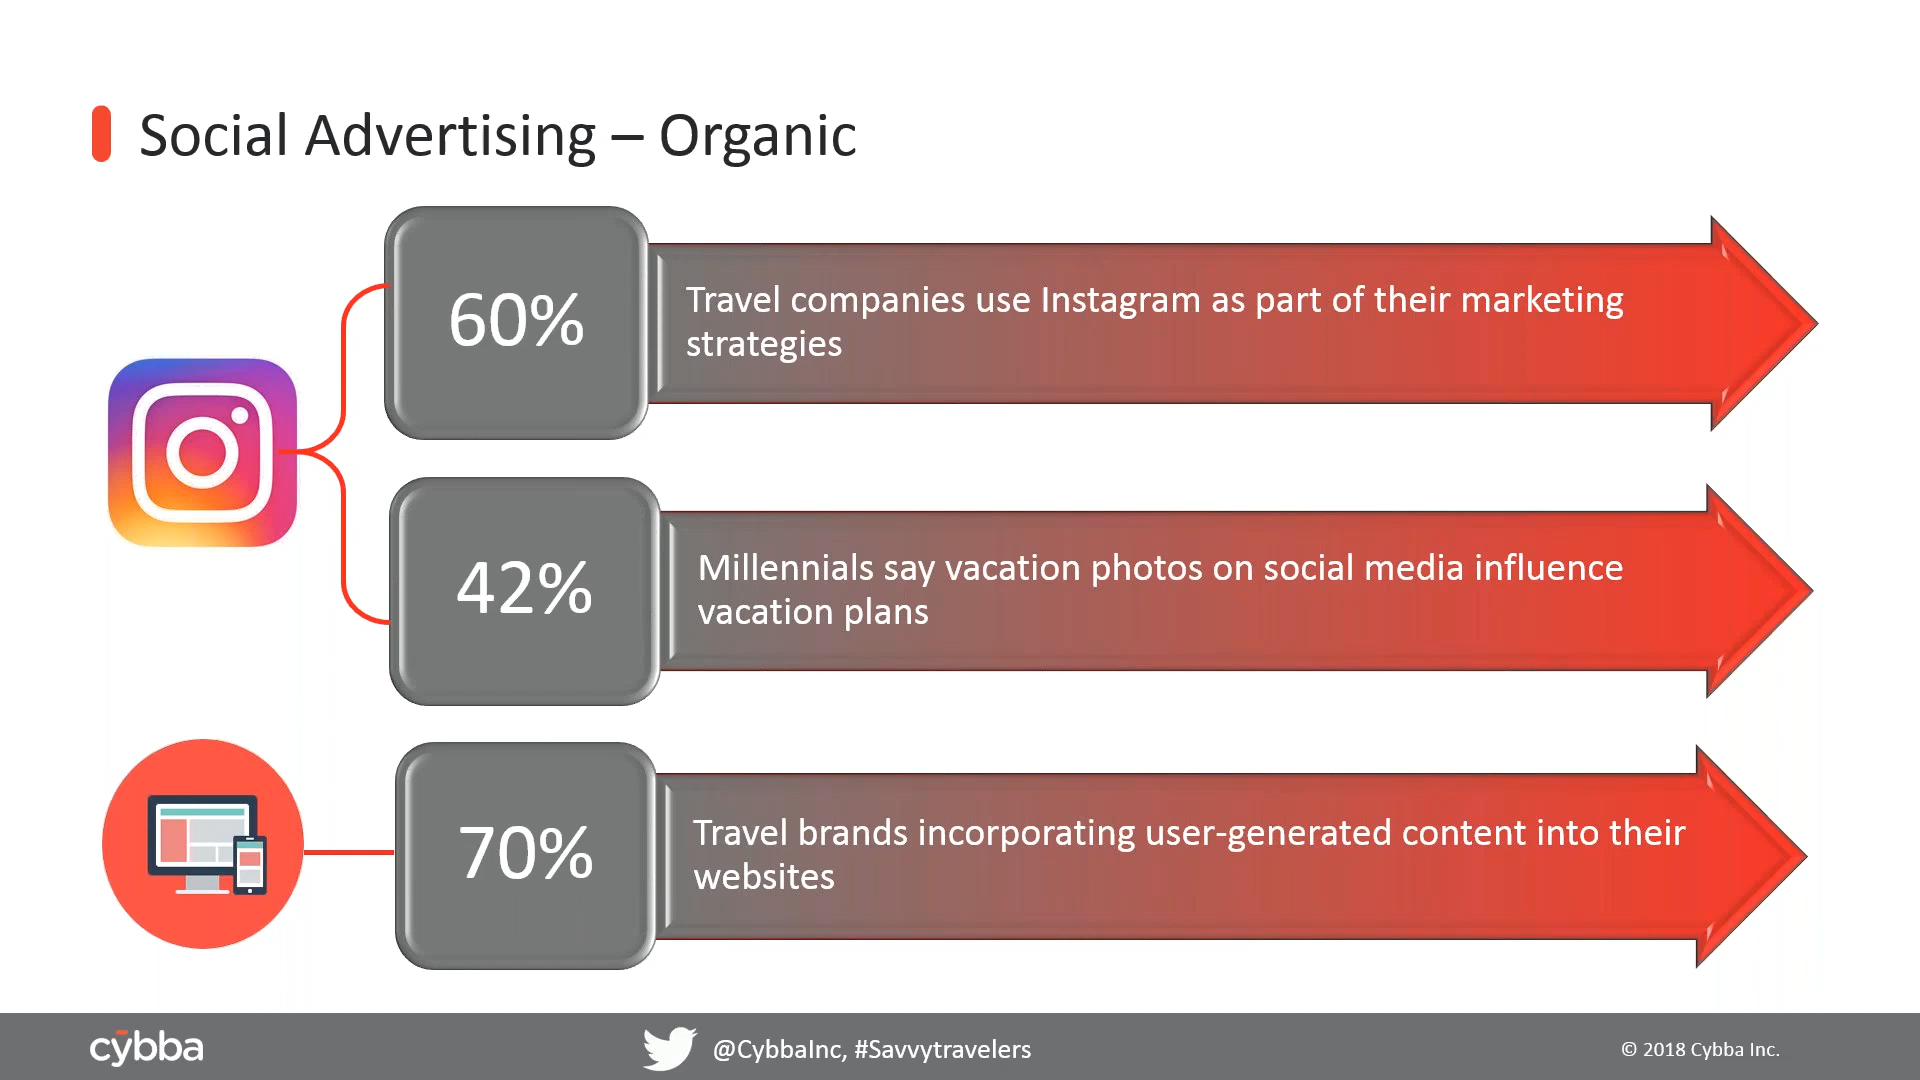 Social Advertising – Organic
60%
Travel companies use Instagram as part of their marketing
strategies
42%
Millennials say vacation photos on social media influence
vacation plans
70%
Travel brands incorporating user-generated content into their
websites
cybba
@CybbaInc, #Savvytravelers
© 2018 Cybba Inc.